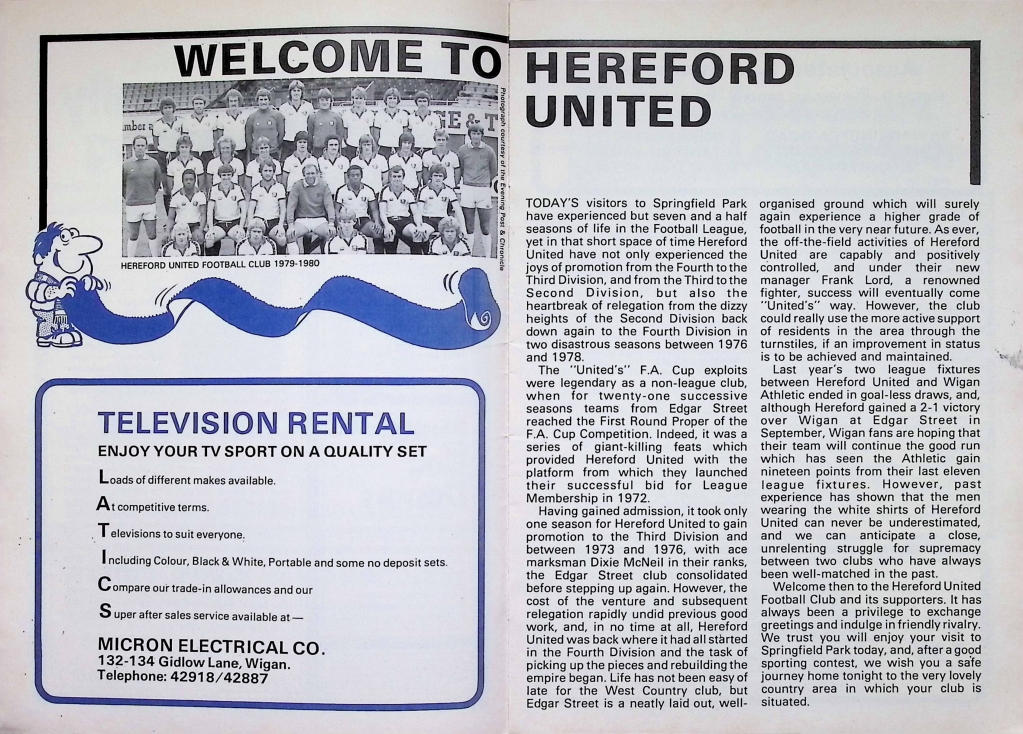 WELCOME TO
HEREFORD
UNITED
Photograph courtesy of the Evening Post & Chronicle
HEREFORD UNITED FOOTBALL CLUB 1979-1980
TELEVISION RENTAL
ENJOY YOUR TV SPORT ON A QUALITY SET
Loads of different makes available.
At competitive terms.
Televisions to suit everyone.
Including Colour, Black & White, Portable and some no deposit sets.
Compare our trade-in allowances and our
Super after sales service available at —
MICRON ELECTRICAL CO.
132-134 Gidlow Lane, Wigan.
Telephone: 42918/42887
TODAY'S visitors to Springfield Park
have experienced but seven and a half
seasons of life in the Football League,
yet in that short space of time Hereford
United have not only experienced the
joys of promotion from the Fourth to the
Third Division, and from the Third to the
Second Division, but also the
heartbreak of relegation from the dizzy
heights of the Second Division back
down again to the Fourth Division in
two disastrous seasons between 1976
and 1978.
The "United's" F.A. Cup exploits
were legendary as a non-league club,
when for twenty-one successive
seasons teams from Edgar Street
reached the First Round Proper of the
F.A. Cup Competition. Indeed, it was a
series of giant-killing feats which
provided Hereford United with the
platform from which they launched
their successful bid for League
Membership in 1972.
Having gained admission, it took only
one season for Hereford United to gain
promotion to the Third Division and
between 1973 and 1976, with ace
marksman Dixie McNeil in their ranks,
the Edgar Street club consolidated
before stepping up again. However, the
cost of the venture and subsequent
relegation rapidly undid previous good
work, and, in no time at all, Hereford
United was back where it had all started
in the Fourth Division and the task of
picking up the pieces and rebuilding the
empire began. Life has not been easy of
late for the West Country club, but
Edgar Street is a neatly laid out, well-
organised ground which will surely
again experience a higher grade of
football in the very near future. As ever,
the off-the-field activities of Hereford
United are capably and positively
controlled, and under their new
manager Frank Lord, a renowned
fighter, success will eventually come
"United's" way. However, the club
could really use the more active support
of residents in the area through the
turnstiles, if an improvement in status
is to be achieved and maintained.
Last year's two league fixtures
between Hereford United and Wigan
Athletic ended in goal-less draws, and,
although Hereford gained a 2-1 victory
over Wigan at Edgar Street in
September, Wigan fans are hoping that
their team will continue the good run
which has seen the Athletic gain
nineteen points from their last eleven
league fixtures. However, past
experience has shown that the men
wearing the white shirts of Hereford
United can never be underestimated,
and we can anticipate a close,
unrelenting struggle for supremacy
between two clubs who have always
been well-matched in the past.
Welcome then to the Hereford United
Football Club and its supporters. It has
always been a privilege to exchange
greetings and indulge in friendly rivalry.
We trust you will enjoy your visit to
Springfield Park today, and, after a good
sporting contest, we wish you a safe
journey home tonight to the very lovely
country area in which your club is
situated.